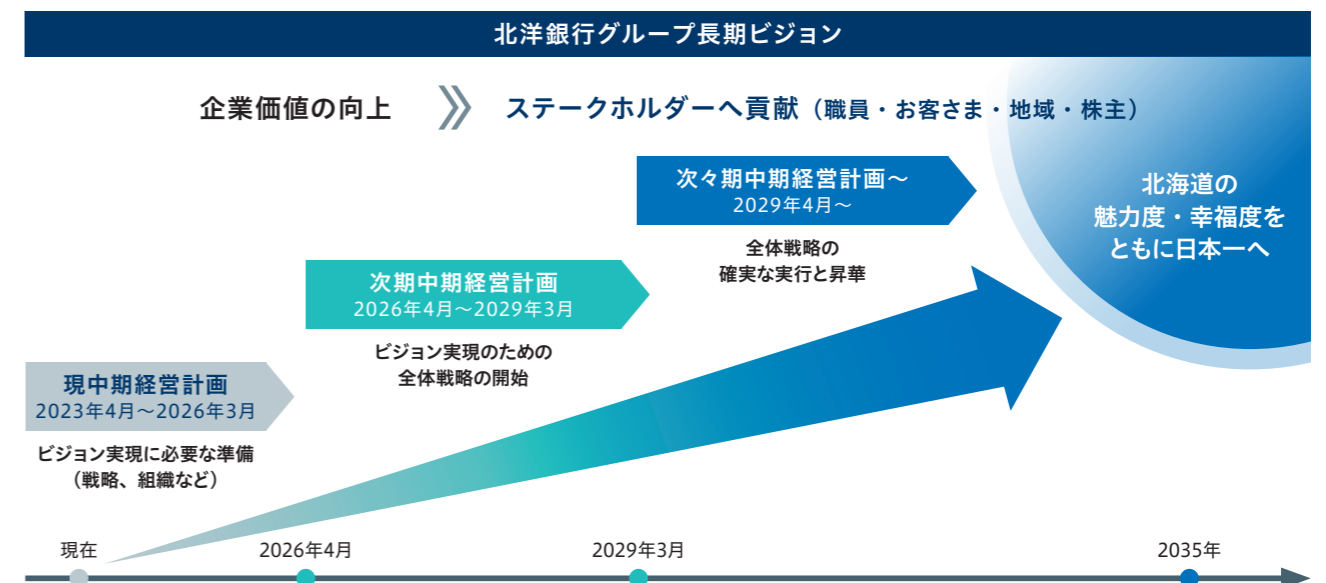 北洋銀行グループ長期ビジョン
企業価値の向上
ステークホルダーへ貢献（職員・お客さま・地域・株主）
北海道の
魅力度・幸福度を
ともに日本一へ
次々期中期経営計画～
2029年4月～
全体戦略の
確実な実行と昇華
次期中期経営計画
2026年4月～2029年3月
ビジョン実現のための
全体戦略の開始
現中期経営計画
2023年4月～2026年3月
ビジョン実現に必要な準備
（戦略、組織など）
現在
2026年4月
2029年3月
2035年